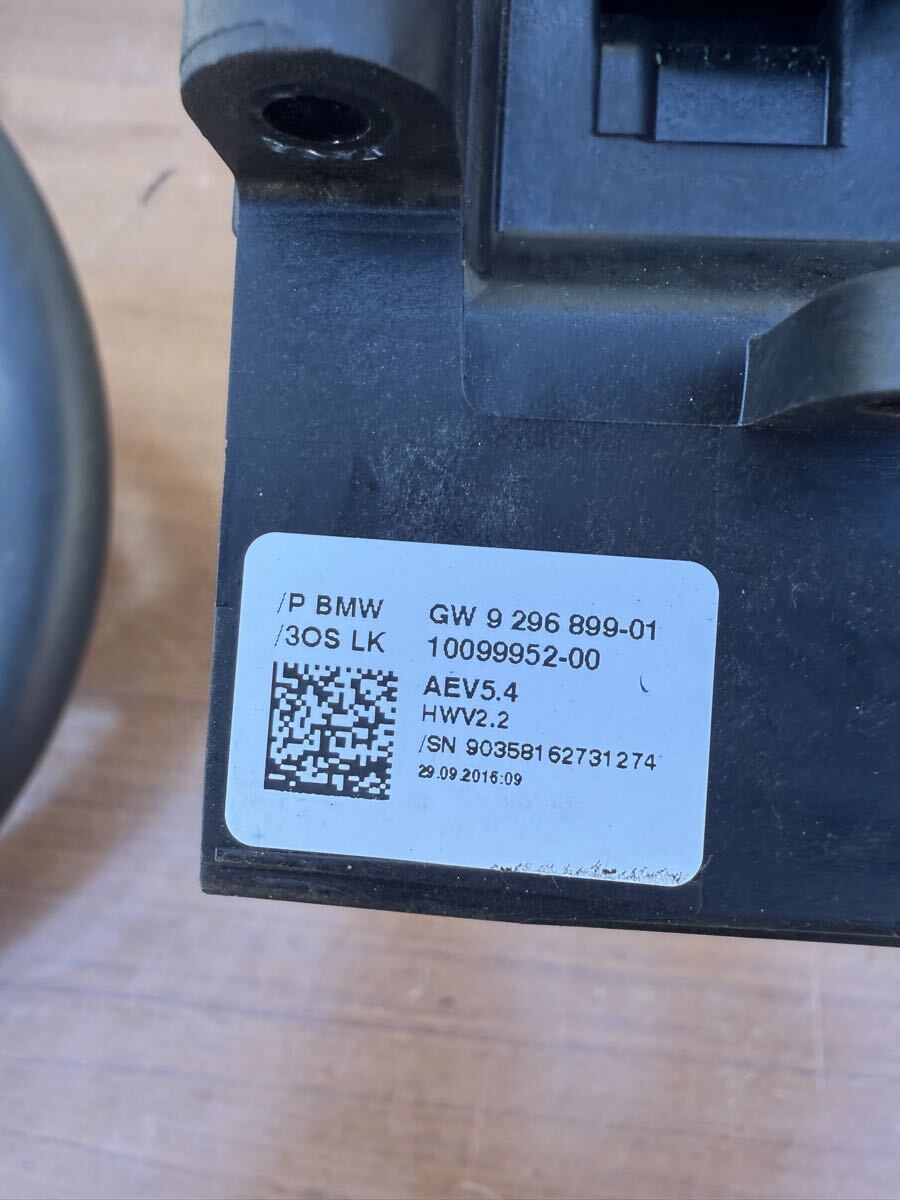 /P BMW GW 9 296 899-01
/3OS LK 10099952-00
AEV5.4
HWV2.2
/SN 90358162731274
29.09.2016:09